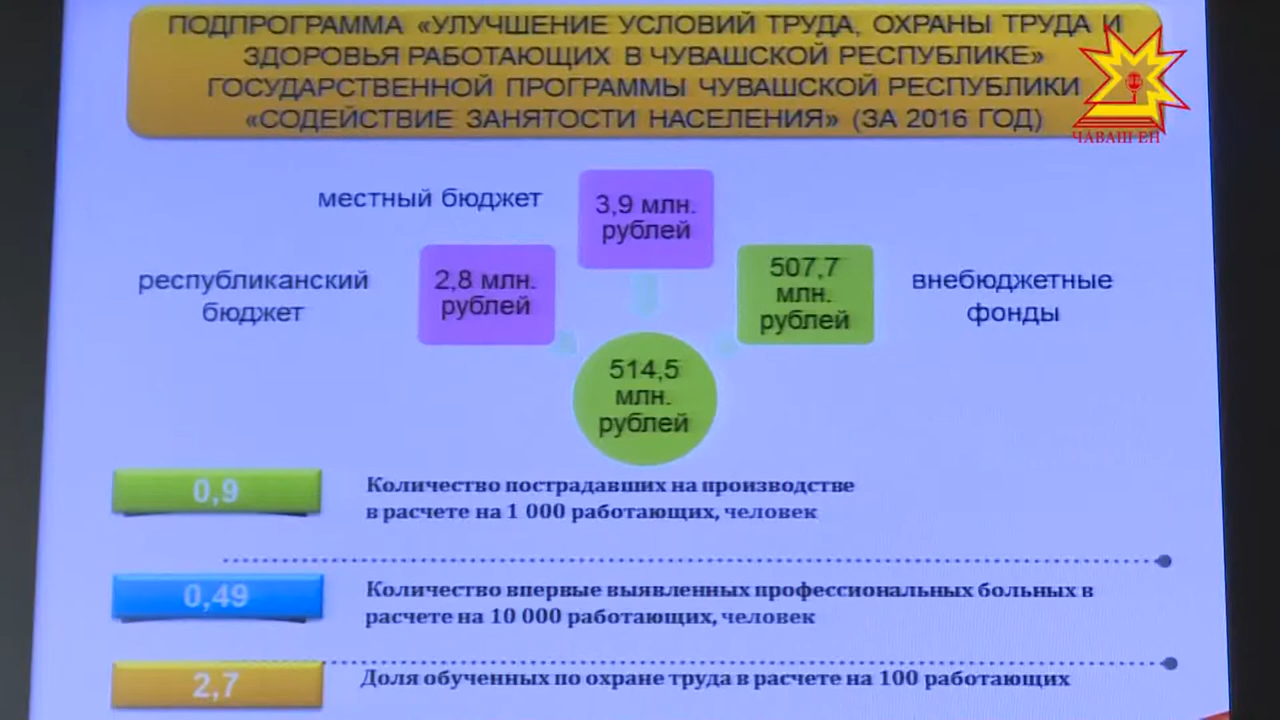 ПОДПРОГРАММА «УЛУЧШЕНИЕ УСЛОВИЙ ТРУДА, ОХРАНЫ ТРУДА И
ЗДОРОВЬЯ РАБОТАЮЩИХ В ЧУВАШСКОЙ РЕСПУБЛИКЕ»
ГОСУДАРСТВЕННОЙ ПРОГРАММЫ ЧУВАШСКОЙ РЕСПУБЛИКИ
«СОДЕЙСТВИЕ ЗАНЯТОСТИ НАСЕЛЕНИЯ» (ЗА 2016 ГОД)
ЧĂВАШ ЕН
местный бюджет
3,9 млн.
рублей
республиканский
бюджет
2,8 млн.
рублей
507,7
млн.
рублей
внебюджетные
фонды
514,5
млн.
рублей
0,9
Количество пострадавших на производстве
в расчете на 1 000 работающих, человек
0,49
Количество впервые выявленных профессиональных больных в
расчете на 10 000 работающих, человек
2,7
Доля обученных по охране труда в расчете на 100 работающих